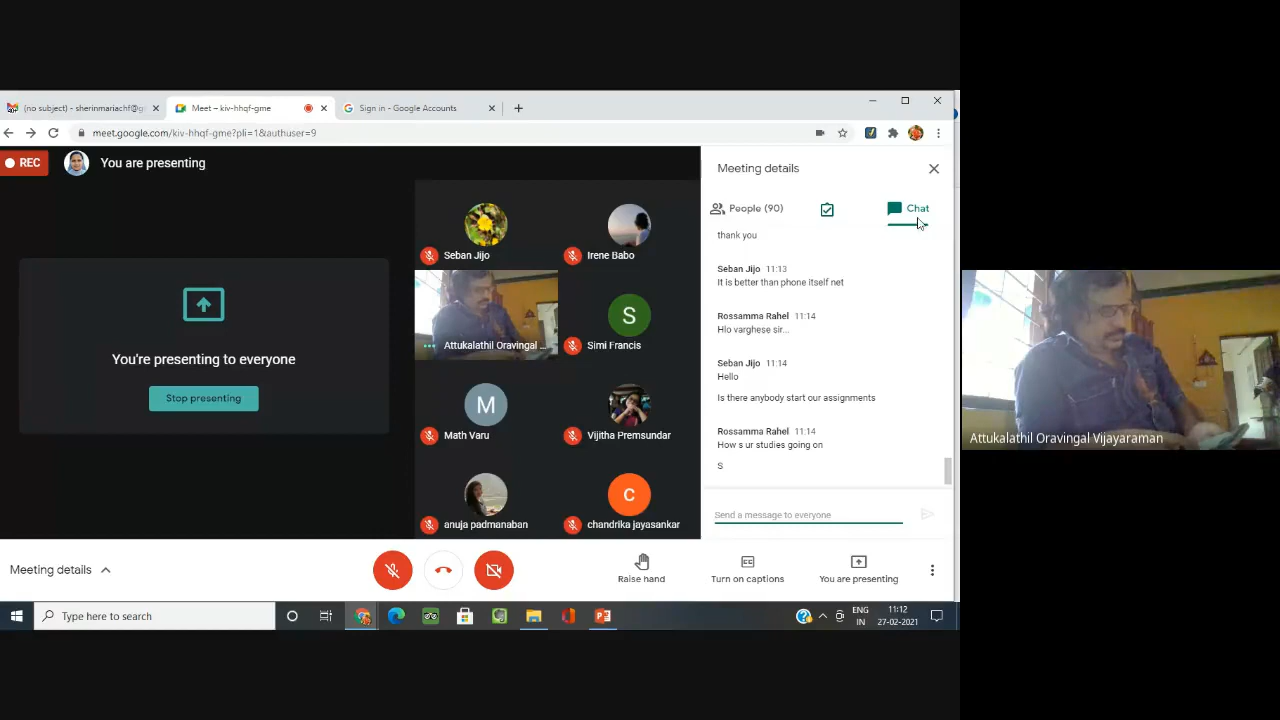 (no subject) - sherinmariachf@g
Meet – kiv-hhqf-gme
Sign in - Google Accounts
meet.google.com/kiv-hhqf-gme?pli=1&authuser=9
REC
You are presenting
Meeting details
People (90)
Chat
thank you
Seban Jijo 11:13
It is better than phone itself net
Rossamma Rahel 11:14
Hlo varghese sir...
Seban Jijo 11:14
Hello
Is there anybody start our assignments
Rossamma Rahel 11:14
How s ur studies going on
S
Send a message to everyone
You're presenting to everyone
Stop presenting
Seban Jijo
Irene Babo
Attukalathil Oravingal ...
S
Simi Francis
M
Math Varu
Vijitha Premsundar
anuja padmanaban
C
chandrika jayasankar
Meeting details
Raise hand
Turn on captions
You are presenting
Type here to search
ENG
IN
11:12
27-02-2021
Attukalathil Oravingal Vijayaraman